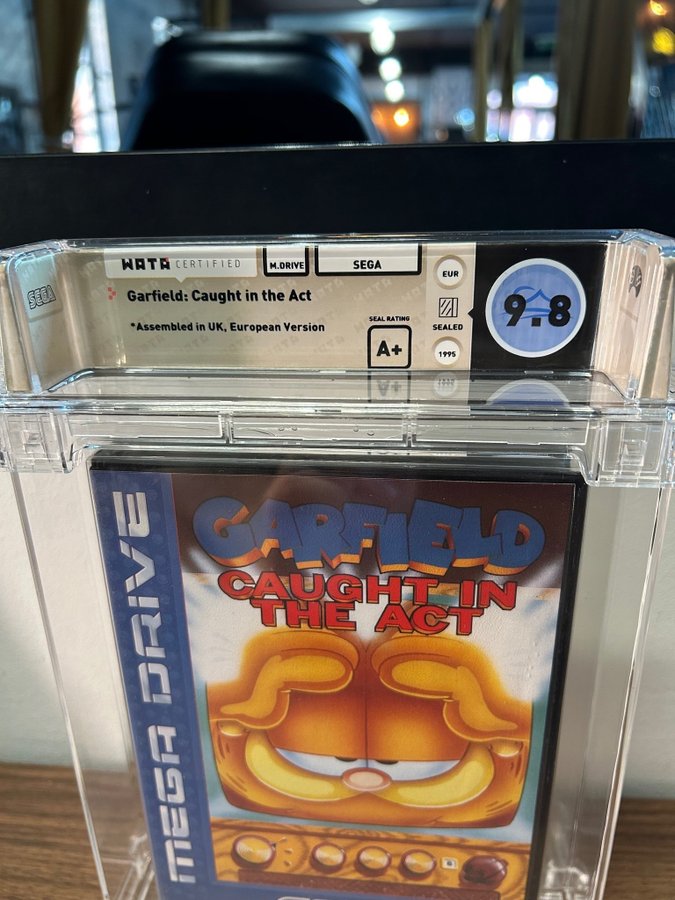 WATA CERTIFIED
M.DRIVE
SEGA
EUR
SEGA
Garfield: Caught in the Act
*Assembled in UK, European Version
SEAL RATING
A+
SEALED
1995
9.8
MEGA DRIVE
GARFIELD
CAUGHT IN
THE ACT